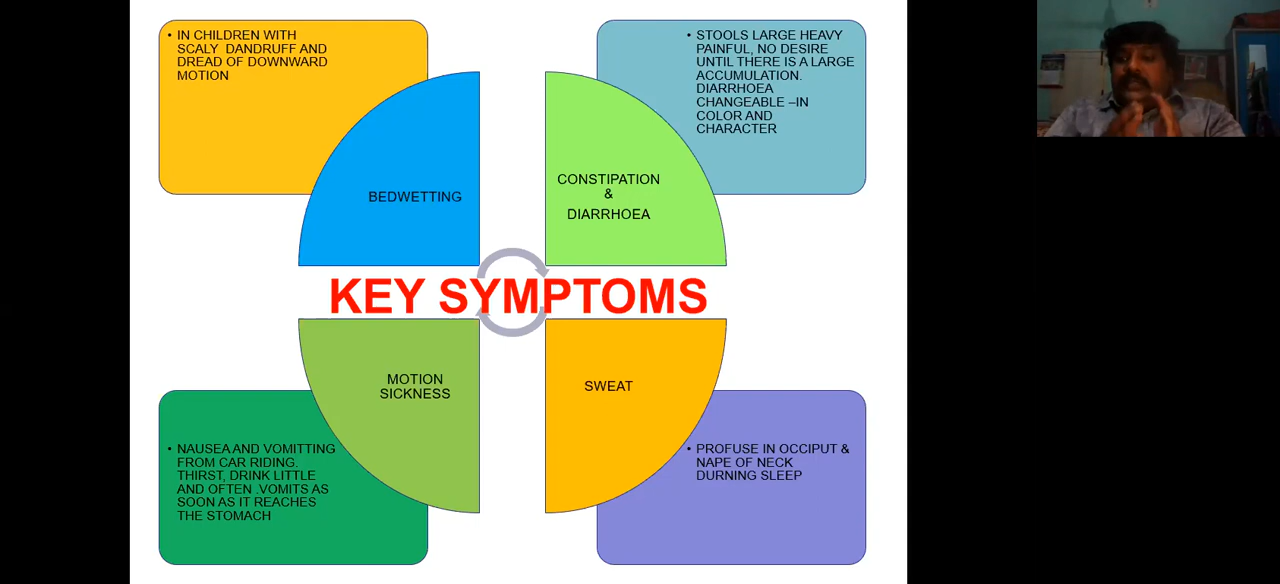 • IN CHILDREN WITH
SCALY DANDRUFF AND
DREAD OF DOWNWARD
MOTION
BEDWETTING
• STOOLS LARGE HEAVY
PAINFUL, NO DESIRE
UNTIL THERE IS A LARGE
ACCUMULATION.
DIARRHOEA
CHANGEABLE –IN
COLOR AND
CHARACTER
CONSTIPATION
&
DIARRHOEA
KEY SYMPTOMS
MOTION
SICKNESS
• NAUSEA AND VOMITTING
FROM CAR RIDING.
THIRST, DRINK LITTLE
AND OFTEN .VOMITS AS
SOON AS IT REACHES
THE STOMACH
SWEAT
• PROFUSE IN OCCIPUT &
NAPE OF NECK
DURNING SLEEP